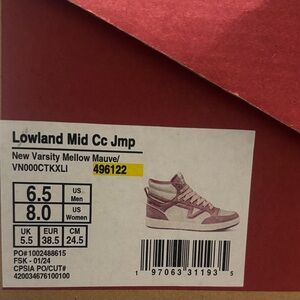 Lowland Mid Cc Jmp
New Varsity Mellow Mauve/
VN000CTKXLI 496122
6.5 US Men
8.0 US Women
UK EUR CM
5.5 38.5 24.5
PO# 1002488615
FSK - 01/24
CPSIA PO/CUT#
420034676100100
1 97063 31193 5